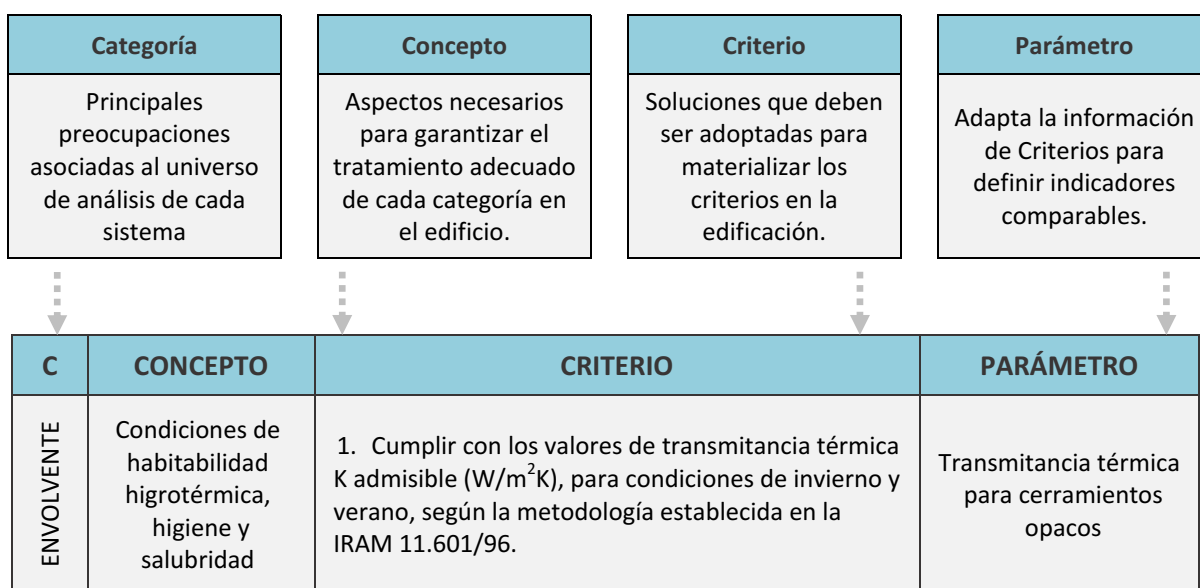 Categoría
Principales
preocupaciones
asociadas al universo
de análisis de cada
sistema
Concepto
Aspectos necesarios
para garantizar el
tratamiento adecuado
de cada categoría en
el edificio.
Criterio
Soluciones que deben
ser adoptadas para
materializar los
criterios en la
edificación.
Parámetro
Adapta la información
de Criterios para
definir indicadores
comparables.
C
CONCEPTO
CRITERIO
PARÁMETRO
ENVOLVENTE
Condiciones de
habitabilidad
higrotérmica,
higiene y
salubridad
1. Cumplir con los valores de transmitancia térmica
K admisible (W/m²K), para condiciones de invierno y
verano, según la metodología establecida en la
IRAM 11.601/96.
Transmitancia térmica
para cerramientos
opacos